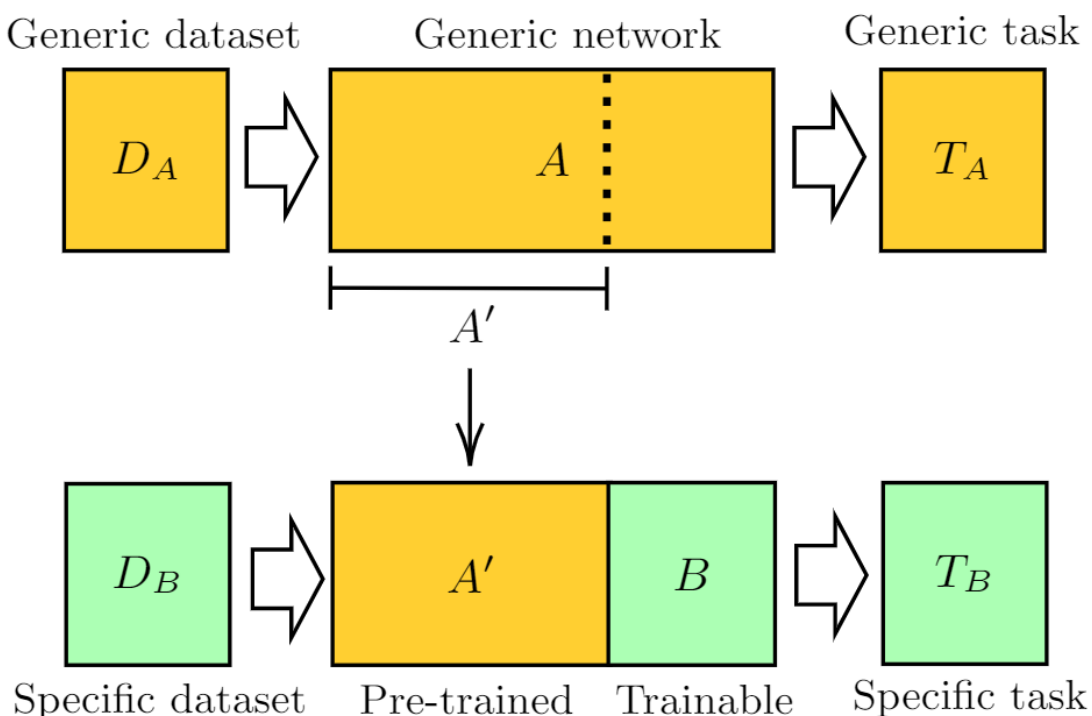 Generic dataset Generic network Generic task
D_A A T_A
A′
D_B A′ B T_B
Specific dataset Pre-trained Trainable Specific task